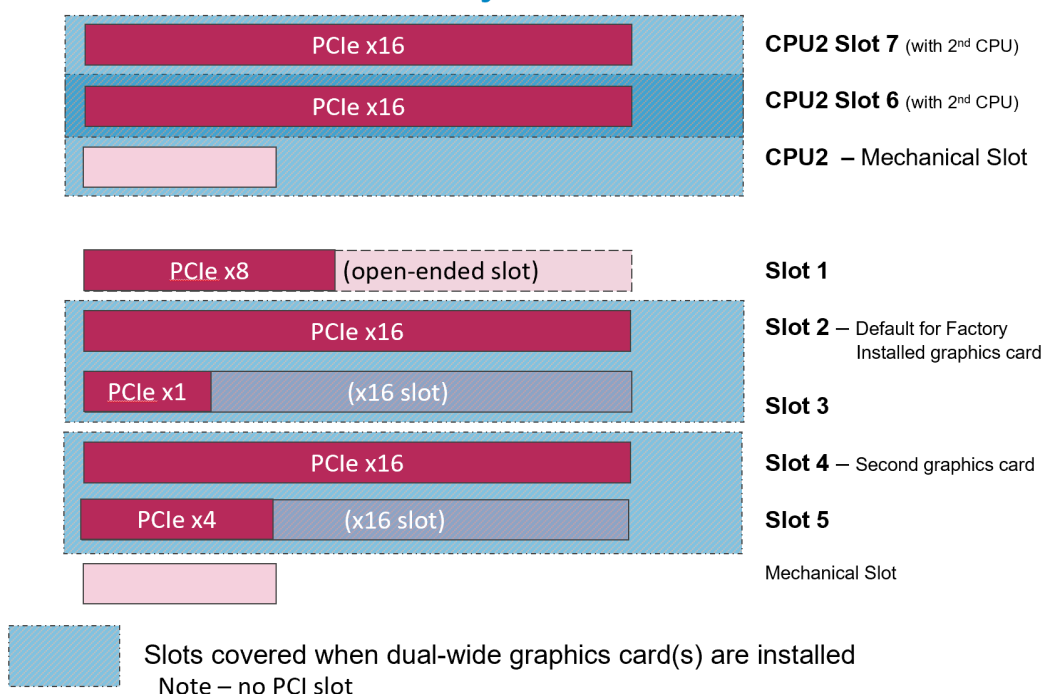 PCIe x16 CPU2 Slot 7 (with 2nd CPU)
PCIe x16 CPU2 Slot 6 (with 2nd CPU)
CPU2 – Mechanical Slot
PCIe x8 (open-ended slot) Slot 1
PCIe x16 Slot 2 – Default for Factory
Installed graphics card
PCIe x1 (x16 slot) Slot 3
PCIe x16 Slot 4 – Second graphics card
PCIe x4 (x16 slot) Slot 5
Mechanical Slot
Slots covered when dual-wide graphics card(s) are installed
Note – no PCI slot